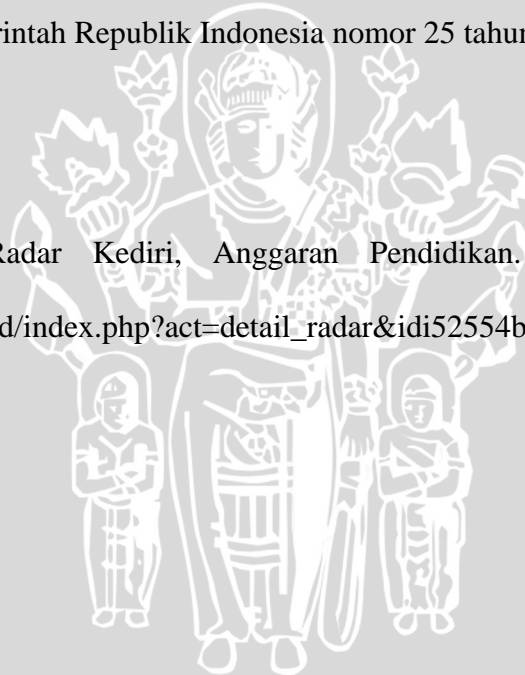 rintah Republik Indonesia nomor 25 tahun
Radar Kediri, Anggaran Pendidikan.
d/index.php?act=detail_radar&idi52554b